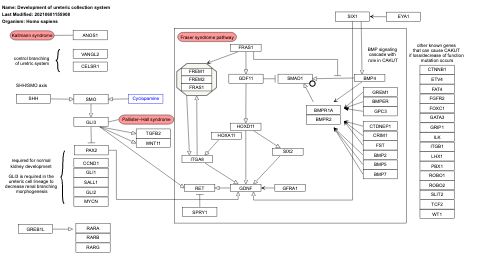 Name: Development of ureteric collection system
Last Modified: 20210601155908
Organism: Homo sapiens
Kallmann syndrome
ANOS1
control branching
of ureteric system
VANGL2
CELSR1
SHH/SMO axis
SHH
SMO
Cyclopamine
GLI3
Pallister-Hall syndrome
TGFB2
WNT11
PAX2
required for normal
kidney development
GLI3 is required in the
ureteric cell lineage to
decrease renal branching
morphogenesis
CCND1
GLI1
SALL1
GLI2
MYCN
GREB1L
RARA
RARB
RARG
Fraser syndrome pathway
FRAS1
FREM1
FREM2
FRAS1
GDF11
SMAD1
BMP4
HOXD11
HOXA11
BMPR1A
BMPR2
ITGA8
SIX2
RET
GDNF
GFRA1
SPRY1
SIX1
EYA1
BMP signaling
cascade with
role in CAKUT
GREM1
BMPER
GPC3
CTDNEP1
CRIM1
FST
BMP2
BMP5
BMP7
other known genes
that can cause CAKUT
if loss/decrease of function
mutation occurs
CTNNB1
ETV4
FAT4
FGFR2
FOXC1
GATA3
GRIP1
ILK
ITGB1
LHX1
PBX1
ROBO1
ROBO2
SLIT2
TCF2
WT1